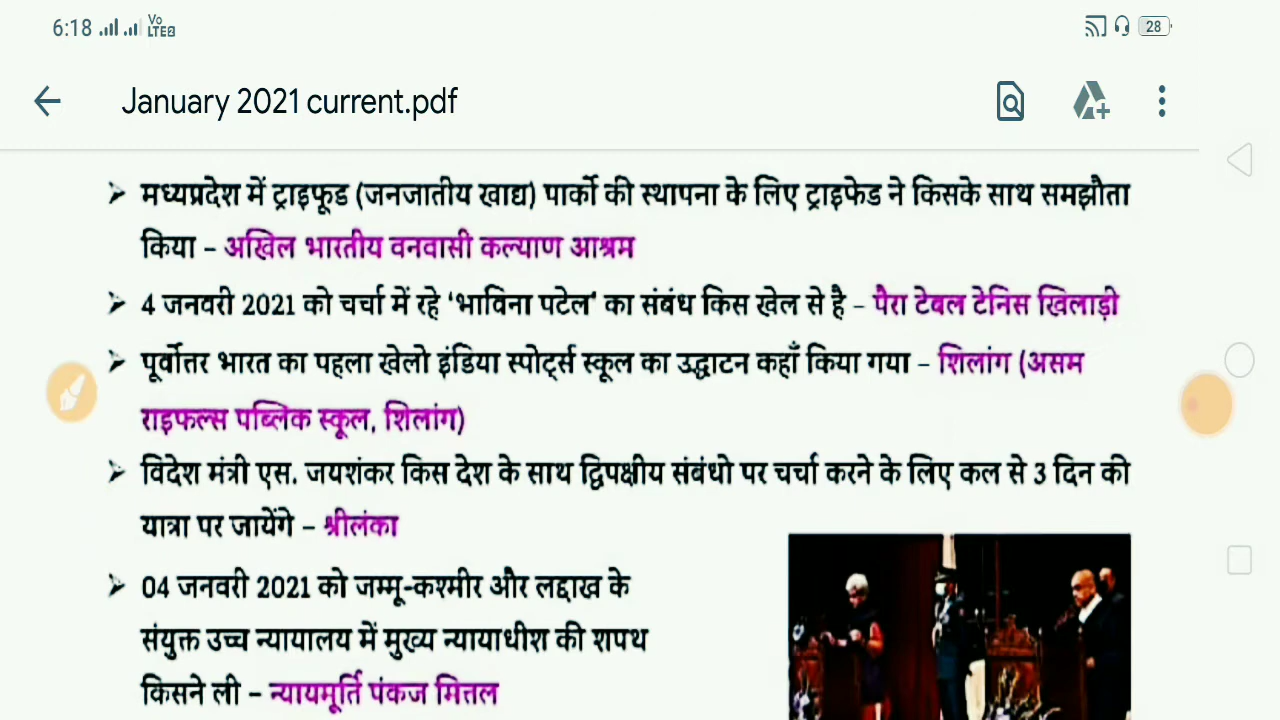 6:18 Vo LTE2 28
January 2021 current.pdf
➤ मध्यप्रदेश में ट्राइफूड (जनजातीय खाद्य) पार्को की स्थापना के लिए ट्राइफेड ने किसके साथ समझौता
किया – अखिल भारतीय वनवासी कल्याण आश्रम
➤ 4 जनवरी 2021 को चर्चा में रहे ‘भाविना पटेल’ का संबंध किस खेल से है – पैरा टेबल टेनिस खिलाड़ी
➤ पूर्वोत्तर भारत का पहला खेलो इंडिया स्पोर्ट्स स्कूल का उद्घाटन कहाँ किया गया – शिलांग (असम
राइफल्स पब्लिक स्कूल, शिलांग)
➤ विदेश मंत्री एस. जयशंकर किस देश के साथ द्विपक्षीय संबंधो पर चर्चा करने के लिए कल से 3 दिन की
यात्रा पर जायेंगे – श्रीलंका
➤ 04 जनवरी 2021 को जम्मू-कश्मीर और लद्दाख के
संयुक्त उच्च न्यायालय में मुख्य न्यायाधीश की शपथ
किसने ली – न्यायमूर्ति पंकज मित्तल